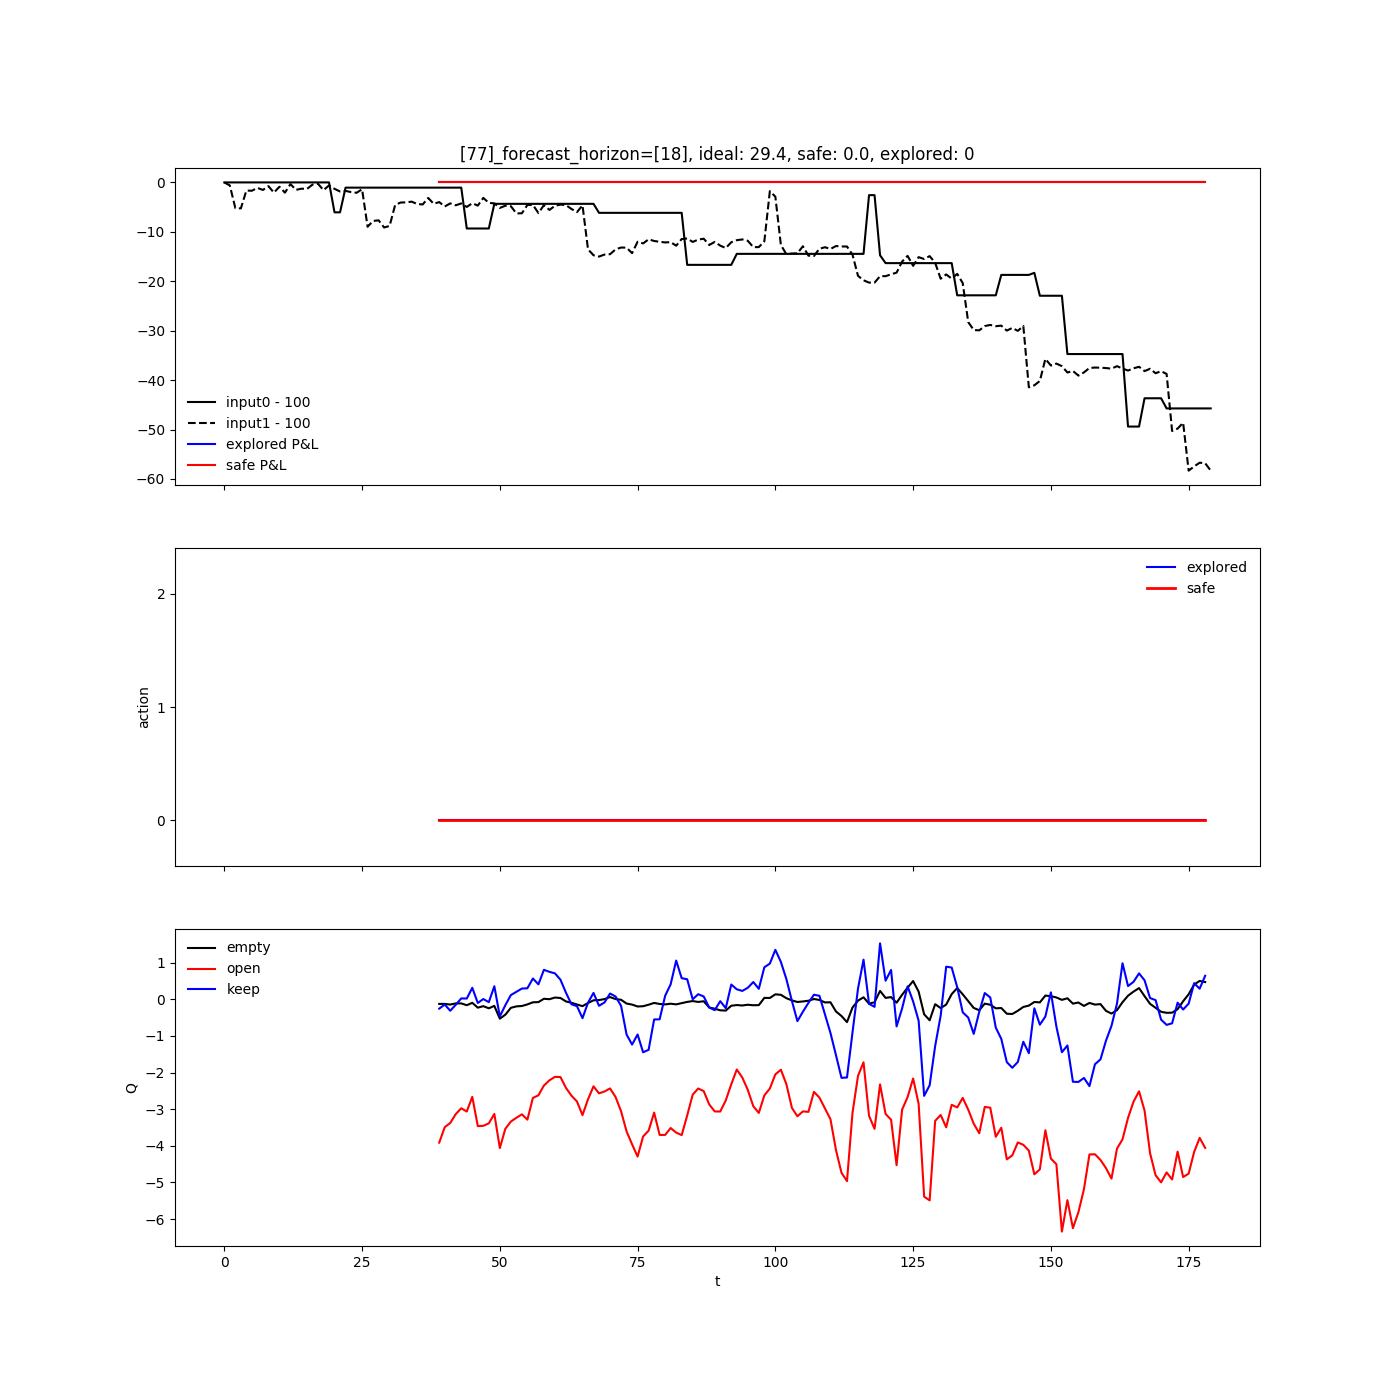 [77]_forecast_horizon=[18], ideal: 29.4, safe: 0.0, explored: 0
0
−10
−20
−30
−40
−50
−60
input0 - 100
input1 - 100
explored P&L
safe P&L
2
1
0
action
explored
safe
1
0
−1
−2
−3
−4
−5
−6
Q
empty
open
keep
0
25
50
75
100
125
150
175
t